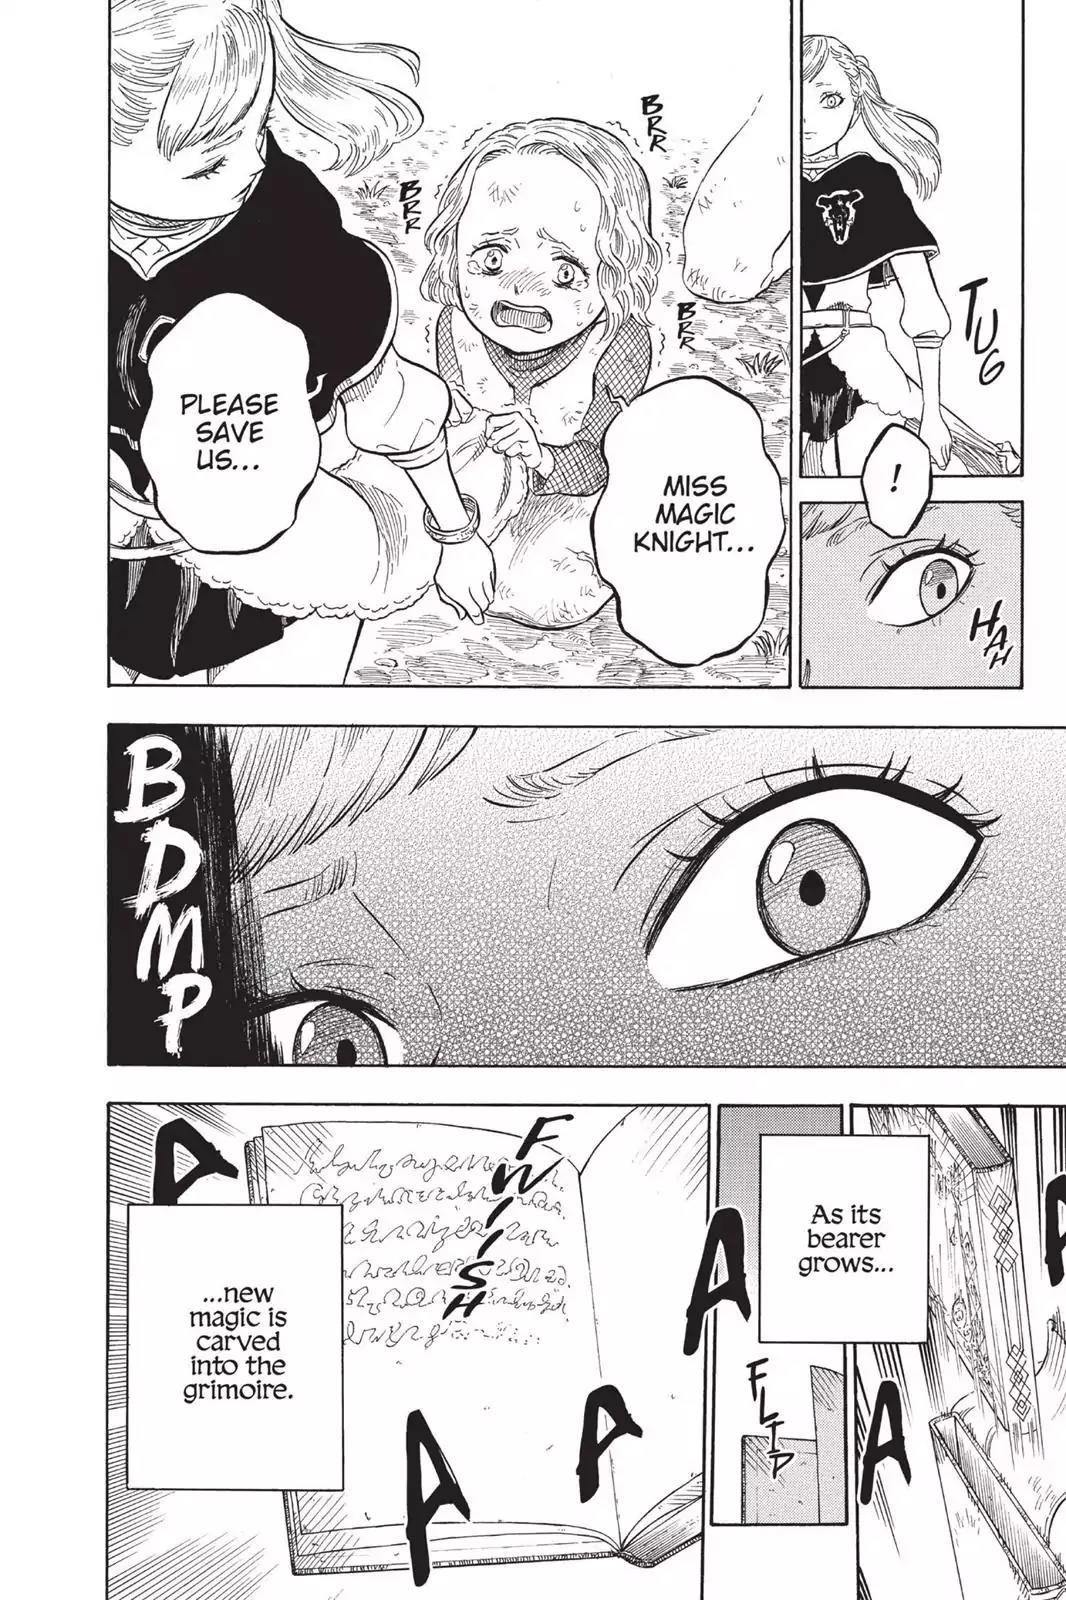 TUG
!
HAH
BRR
BRR
BRR
MISS
MAGIC
KNIGHT...
PLEASE
SAVE
US...
BDMP
As its
bearer
grows...
FLIP
FWIISH
...new
magic is
carved
into the
grimoire.
P
A
A
A
A
A
A